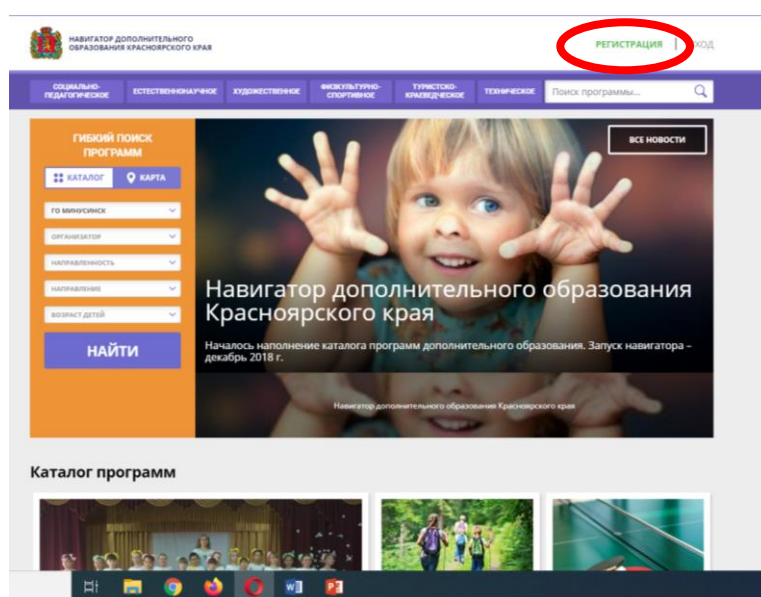 НАВИГАТОР ДОПОЛНИТЕЛЬНОГО
ОБРАЗОВАНИЯ КРАСНОЯРСКОГО КРАЯ
РЕГИСТРАЦИЯ
СОЦИАЛЬНО-
ПЕДАГОГИЧЕСКОЕ
ЕСТЕСТВЕННОНАУЧНОЕ
ХУДОЖЕСТВЕННОЕ
ФИЗКУЛЬТУРНО-
СПОРТИВНОЕ
ТУРИСТСКО-
КРАЕВЕДЧЕСКОЕ
ТЕХНИЧЕСКОЕ
Поиск программы...
ГИБКИЙ ПОИСК
ПРОГРАММ
КАТАЛОГ
КАРТА
ГО МИНУСИНСК
ОРГАНИЗАТОР
НАПРАВЛЕННОСТЬ
НАПРАВЛЕНИЕ
ВОЗРАСТ ДЕТЕЙ
НАЙТИ
ВСЕ НОВОСТИ
Навигатор дополнительного образования
Красноярского края
Началось наполнение каталога программ дополнительного образования. Запуск навигатора –
декабрь 2018 г.
Навигатор дополнительного образования Красноярского края
Каталог программ